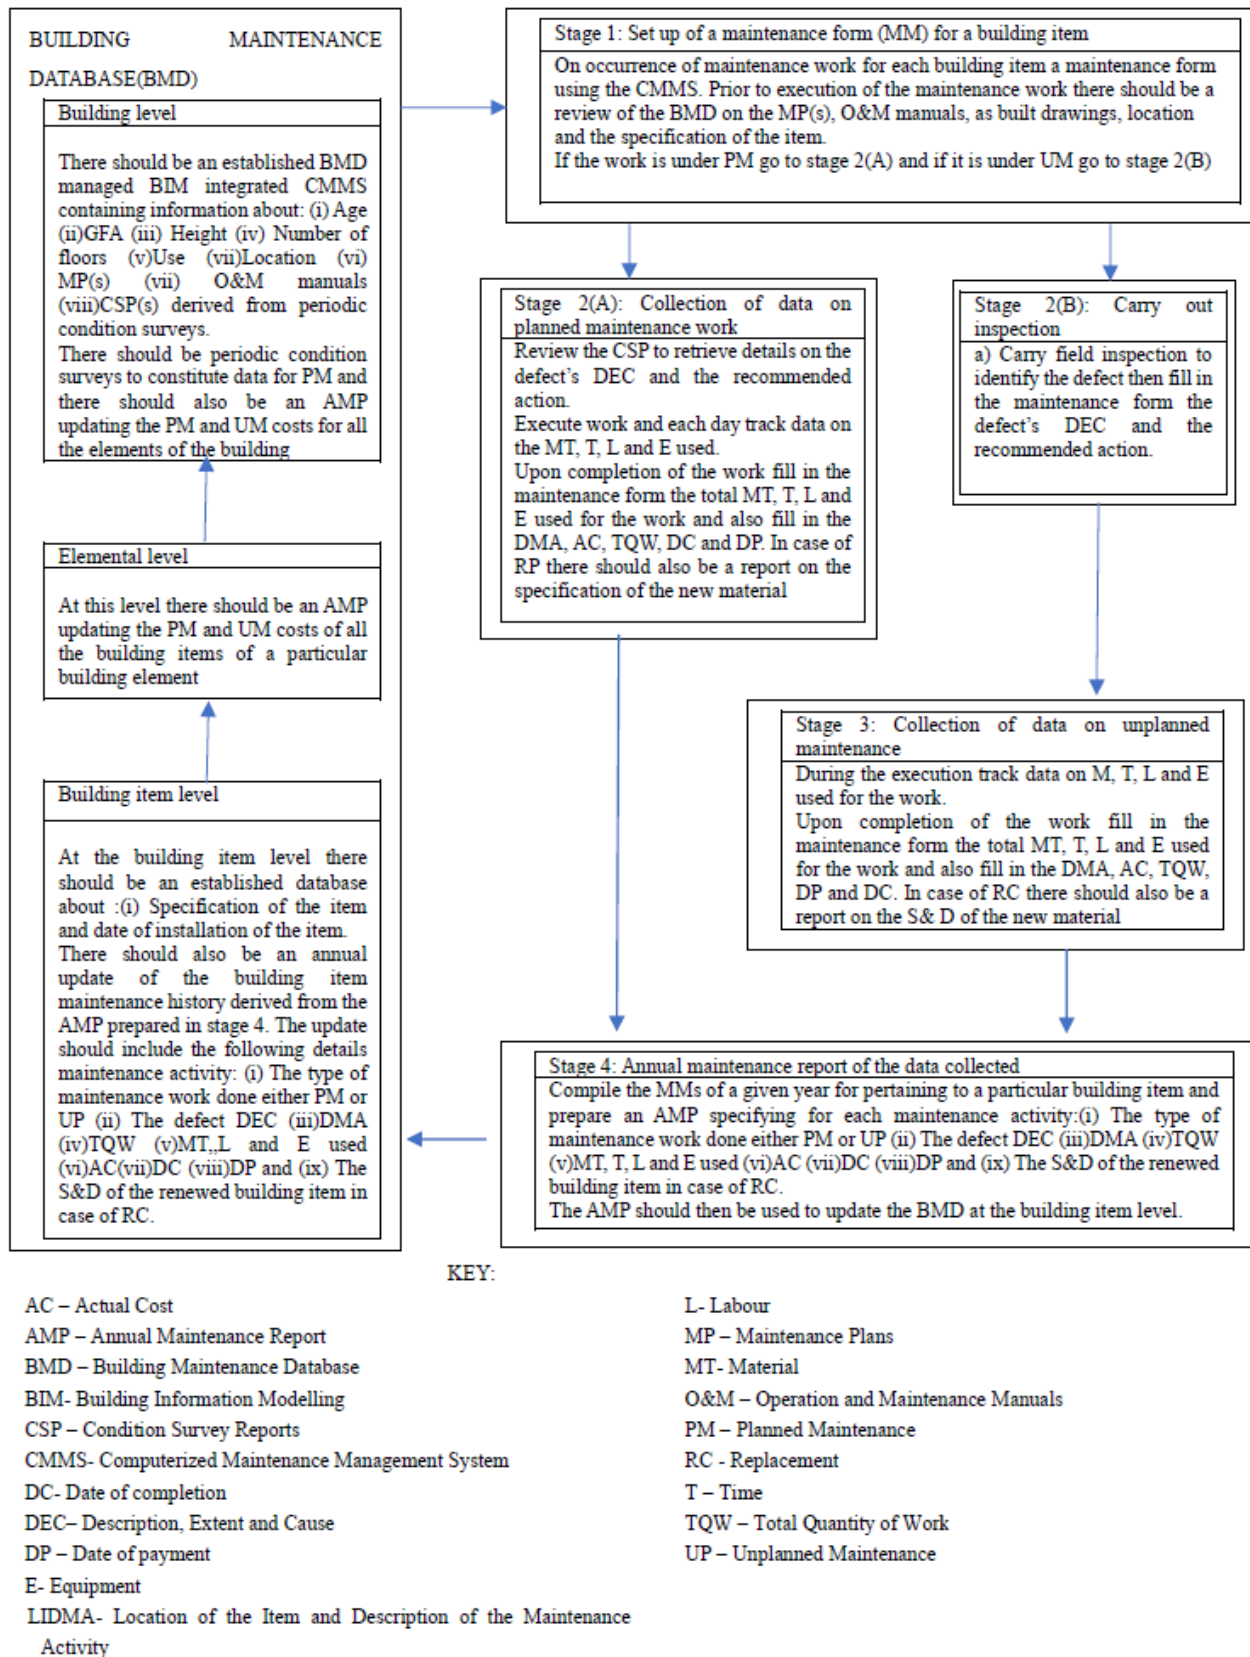 BUILDING MAINTENANCE
DATABASE(BMD)
Building level
There should be an established BMD
managed BIM integrated CMMS
containing information about: (i) Age
(ii)GFA (iii) Height (iv) Number of
floors (v)Use (vii)Location (vi)
MP(s) (vii) O&M manuals
(viii)CSP(s) derived from periodic
condition surveys.
There should be periodic condition
surveys to constitute data for PM and
there should also be an AMP
updating the PM and UM costs for all
the elements of the building
Elemental level
At this level there should be an AMP
updating the PM and UM costs of all
the building items of a particular
building element
Building item level
At the building item level there
should be an established database
about :(i) Specification of the item
and date of installation of the item.
There should also be an annual
update of the building item
maintenance history derived from the
AMP prepared in stage 4. The update
should include the following details
maintenance activity: (i) The type of
maintenance work done either PM or
UP (ii) The defect DEC (iii)DMA
(iv)TQW (v)MT,,L and E used
(vi)AC(vii)DC (viii)DP and (ix) The
S&D of the renewed building item in
case of RC.
Stage 1: Set up of a maintenance form (MM) for a building item
On occurrence of maintenance work for each building item a maintenance form
using the CMMS. Prior to execution of the maintenance work there should be a
review of the BMD on the MP(s), O&M manuals, as built drawings, location
and the specification of the item.
If the work is under PM go to stage 2(A) and if it is under UM go to stage 2(B)
Stage 2(A): Collection of data on
planned maintenance work
Review the CSP to retrieve details on the
defect's DEC and the recommended
action.
Execute work and each day track data on
the MT, T, L and E used.
Upon completion of the work fill in the
maintenance form the total MT, T, L and
E used for the work and also fill in the
DMA, AC, TQW, DC and DP. In case of
RP there should also be a report on the
specification of the new material
Stage 2(B): Carry out
inspection
a) Carry field inspection to
identify the defect then fill in
the maintenance form the
defect's DEC and the
recommended action.
Stage 3: Collection of data on unplanned
maintenance
During the execution track data on M, T, L and E
used for the work.
Upon completion of the work fill in the
maintenance form the total MT, T, L and E used
for the work and also fill in the DMA, AC, TQW,
DP and DC. In case of RC there should also be a
report on the S& D of the new material
Stage 4: Annual maintenance report of the data collected
Compile the MMs of a given year for pertaining to a particular building item and
prepare an AMP specifying for each maintenance activity:(i) The type of
maintenance work done either PM or UP (ii) The defect DEC (iii)DMA (iv)TQW
(v)MT, T, L and E used (vi)AC (vii)DC (viii)DP and (ix) The S&D of the renewed
building item in case of RC.
The AMP should then be used to update the BMD at the building item level.
KEY:
AC – Actual Cost
AMP – Annual Maintenance Report
BMD – Building Maintenance Database
BIM- Building Information Modelling
CSP – Condition Survey Reports
CMMS- Computerized Maintenance Management System
DC- Date of completion
DEC– Description, Extent and Cause
DP – Date of payment
E- Equipment
LIDMA- Location of the Item and Description of the Maintenance
Activity
L- Labour
MP – Maintenance Plans
MT- Material
O&M – Operation and Maintenance Manuals
PM – Planned Maintenance
RC - Replacement
T – Time
TQW – Total Quantity of Work
UP – Unplanned Maintenance